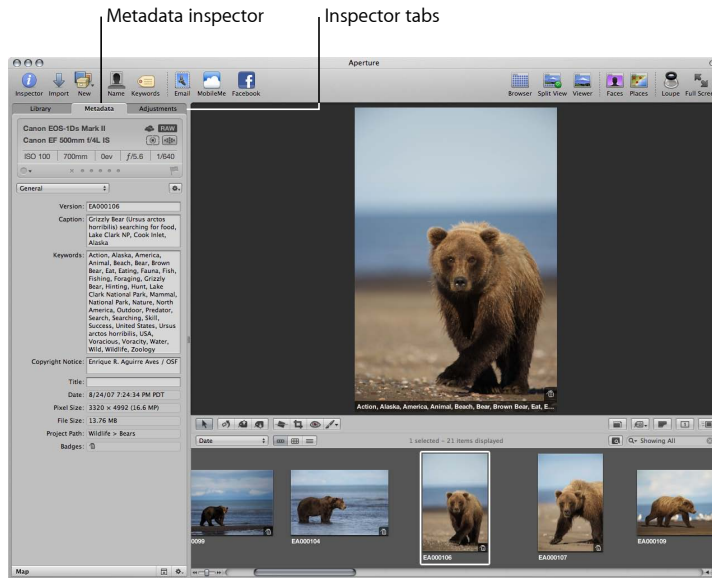 Metadata inspector
Inspector tabs
Aperture
Inspector Import New Name Keywords Email MobileMe Facebook
Browser Split View Viewer Faces Places Loupe Full Scree
Library Metadata Adjustments
Canon EOS-1Ds Mark II RAW
Canon EF 500mm f/4L IS
ISO 100 700mm 0ev ƒ/5.6 1/640
General
Version: EA000106
Caption: Grizzly Bear (Ursus arctos
horribilis) searching for food,
Lake Clark NP, Cook Inlet,
Alaska
Keywords: Action, Alaska, America,
Animal, Beach, Bear, Brown
Bear, Eat, Eating, Fauna, Fish,
Fishing, Foraging, Grizzly
Bear, Hinting, Hunt, Lake
Clark National Park, Mammal,
National Park, Nature, North
America, Outdoor, Predator,
Search, Searching, Skill,
Success, United States, Ursus
arctos horribilis, USA,
Voracious, Voracity, Water,
Wild, Wildlife, Zoology
Copyright Notice: Enrique R. Aguirre Aves / OSF
Title:
Date: 8/24/07 7:24:34 PM PDT
Pixel Size: 3320 × 4992 (16.6 MP)
File Size: 13.76 MB
Project Path: Wildlife > Bears
Badges:
Map
Action, Alaska, America, Animal, Beach, Bear, Brown Bear, Eat, E...
Date
1 selected - 21 items displayed
Showing All
0099
EA000104
EA000106
EA000107
EA000109